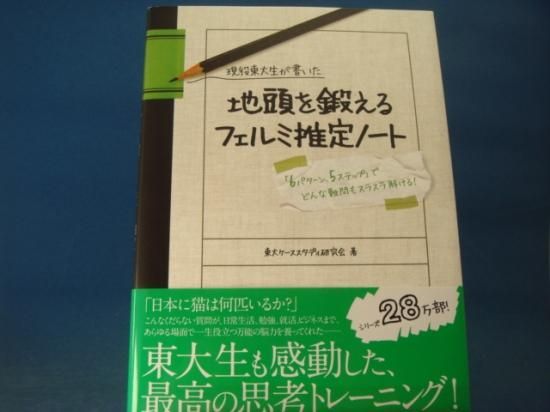 現役東大生が書いた
地頭を鍛える
フェルミ推定ノート
「6パターン、5ステップ」で
どんな難問もスラスラ解ける!
東大ケーススタディ研究会 著
「日本に猫は何匹いるか?」
こんなくだらない質問が、日常生活、勉強、就活、ビジネスまで、
あらゆる場面で一生役立つ万能の脳力を養ってくれた――
シリーズ28万部!
東大生も感動した、
最高の思考トレーニング!